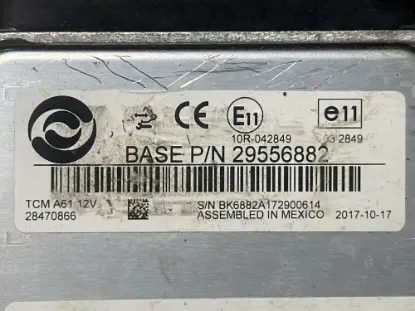 CE E11 e11
10R-042849 03 2849
BASE P/N 29556882
TCM A61 12V S/N BK6882A172900614
28470866 ASSEMBLED IN MEXICO 2017-10-17